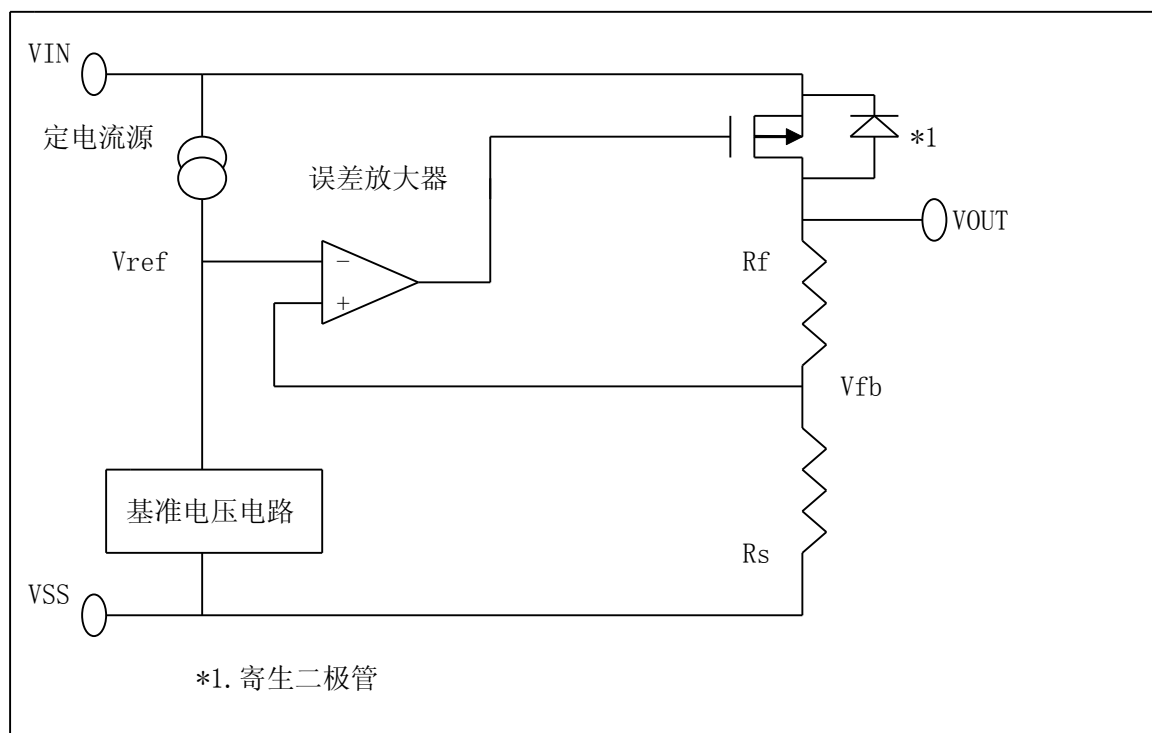 VIN
定电流源
*1
误差放大器
VOUT
Vref
−
Rf
+
Vfb
基准电压电路
Rs
VSS
*1.寄生二极管